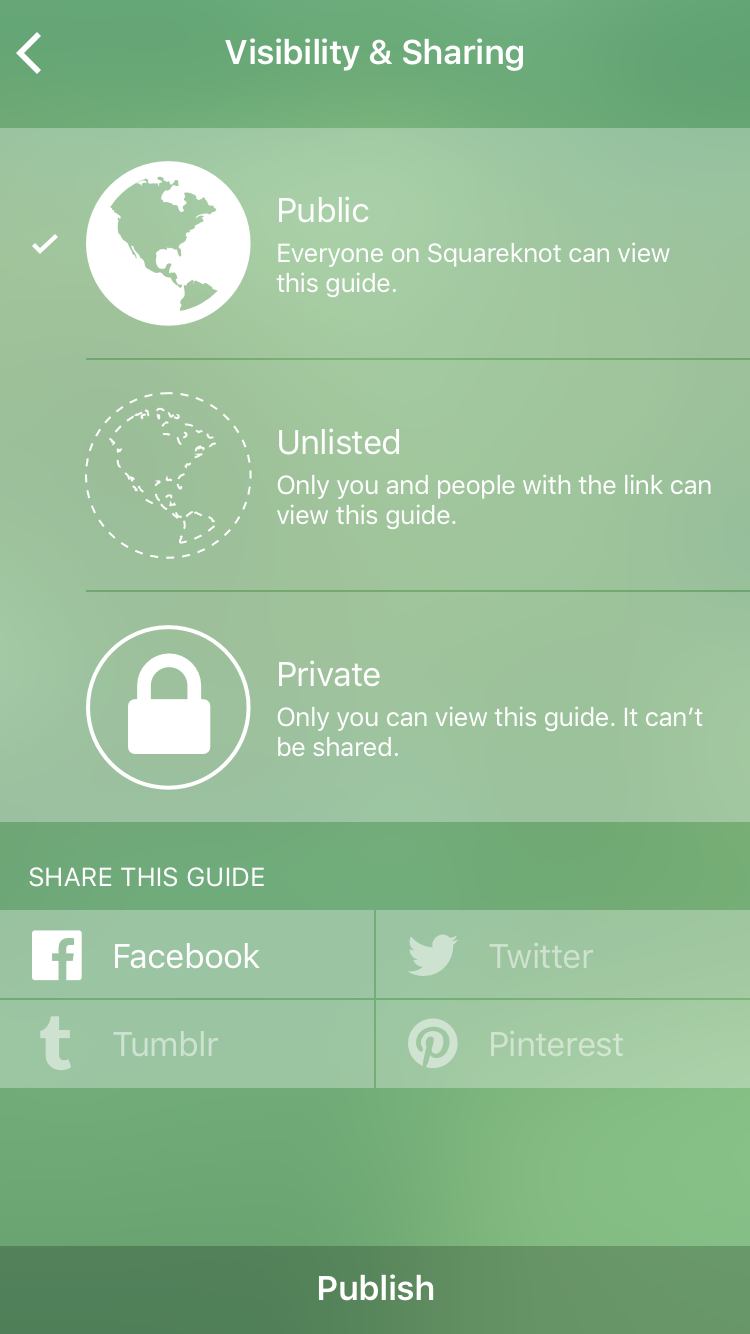 Visibility & Sharing
Public
Everyone on Squareknot can view
this guide.
Unlisted
Only you and people with the link can
view this guide.
Private
Only you can view this guide. It can’t
be shared.
SHARE THIS GUIDE
Facebook
Twitter
Tumblr
Pinterest
Publish